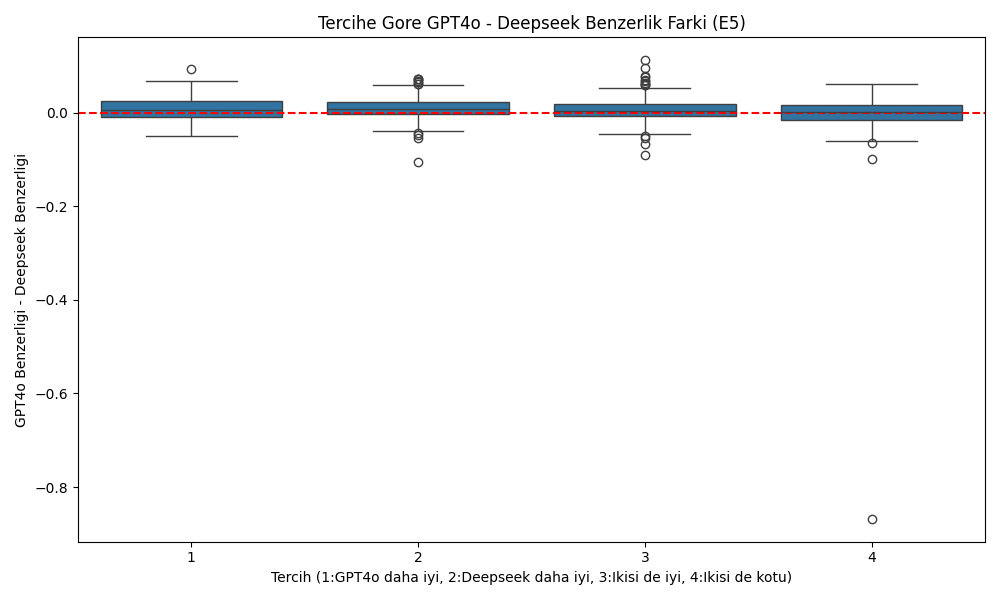 Tercihe Gore GPT4o - Deepseek Benzerlik Farki (E5)
GPT4o Benzerligi - Deepseek Benzerligi
0.0
−0.2
−0.4
−0.6
−0.8
1 2 3 4
Tercih (1:GPT4o daha iyi, 2:Deepseek daha iyi, 3:Ikisi de iyi, 4:Ikisi de kotu)